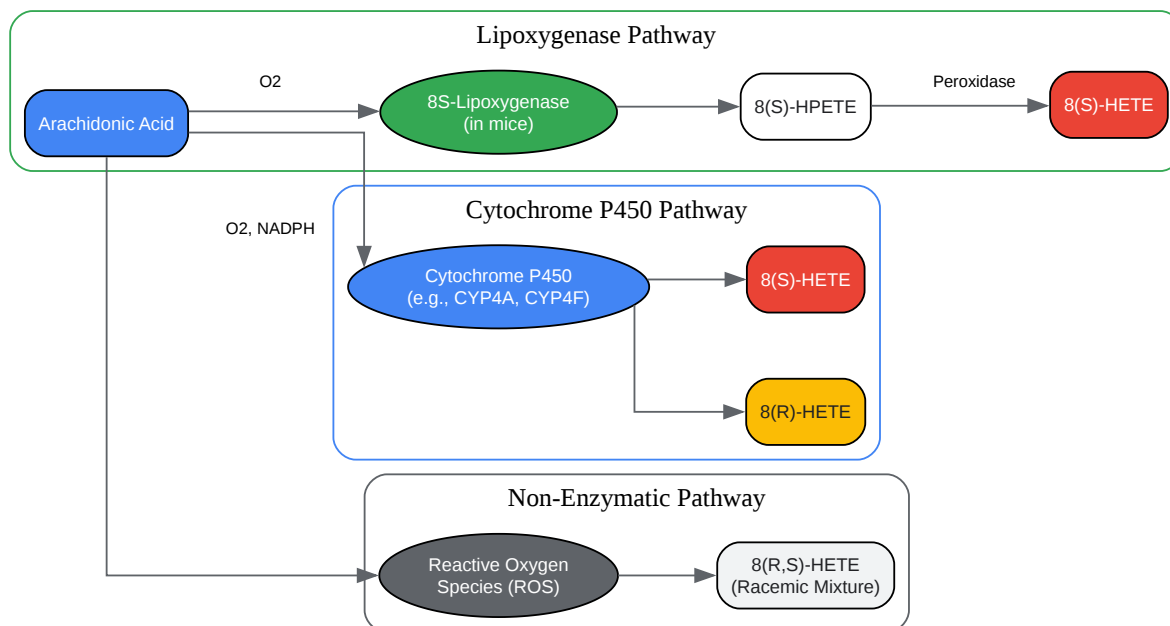 Lipoxygenase Pathway
O2
Arachidonic Acid
8S-Lipoxygenase
(in mice)
8(S)-HPETE
Peroxidase
8(S)-HETE
Cytochrome P450 Pathway
O2, NADPH
Cytochrome P450
(e.g., CYP4A, CYP4F)
8(S)-HETE
8(R)-HETE
Non-Enzymatic Pathway
Reactive Oxygen
Species (ROS)
8(R,S)-HETE
(Racemic Mixture)